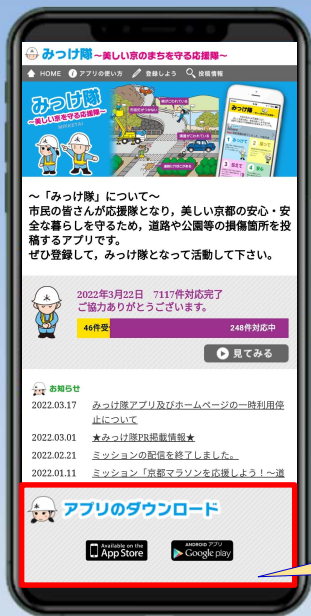 みっけ隊～美しい京のまちを守る応援隊～
HOME アプリの使い方 登録しよう 投稿情報
みっけ隊
～美しい京を守る応援隊～
～「みっけ隊」について～
市民の皆さんが応援隊となり，美しい京都の安心・安
全な暮らしを守るため，道路や公園等の損傷箇所を投
稿するアプリです。
ぜひ登録して，みっけ隊となって活動して下さい。
2022年3月22日 7117件対応完了
ご協力ありがとうございます。
46件受 248件対応中
見てみる
お知らせ
2022.03.17 みっけ隊アプリ及びホームページの一時利用停
止について
2022.03.01 ★みっけ隊PR掲載情報★
2022.02.21 ミッションの配信を終了しました。
2022.01.11 ミッション「京都マラソンを応援しよう！～道
アプリのダウンロード
Available on the
App Store
ANDROID アプリ
Google play